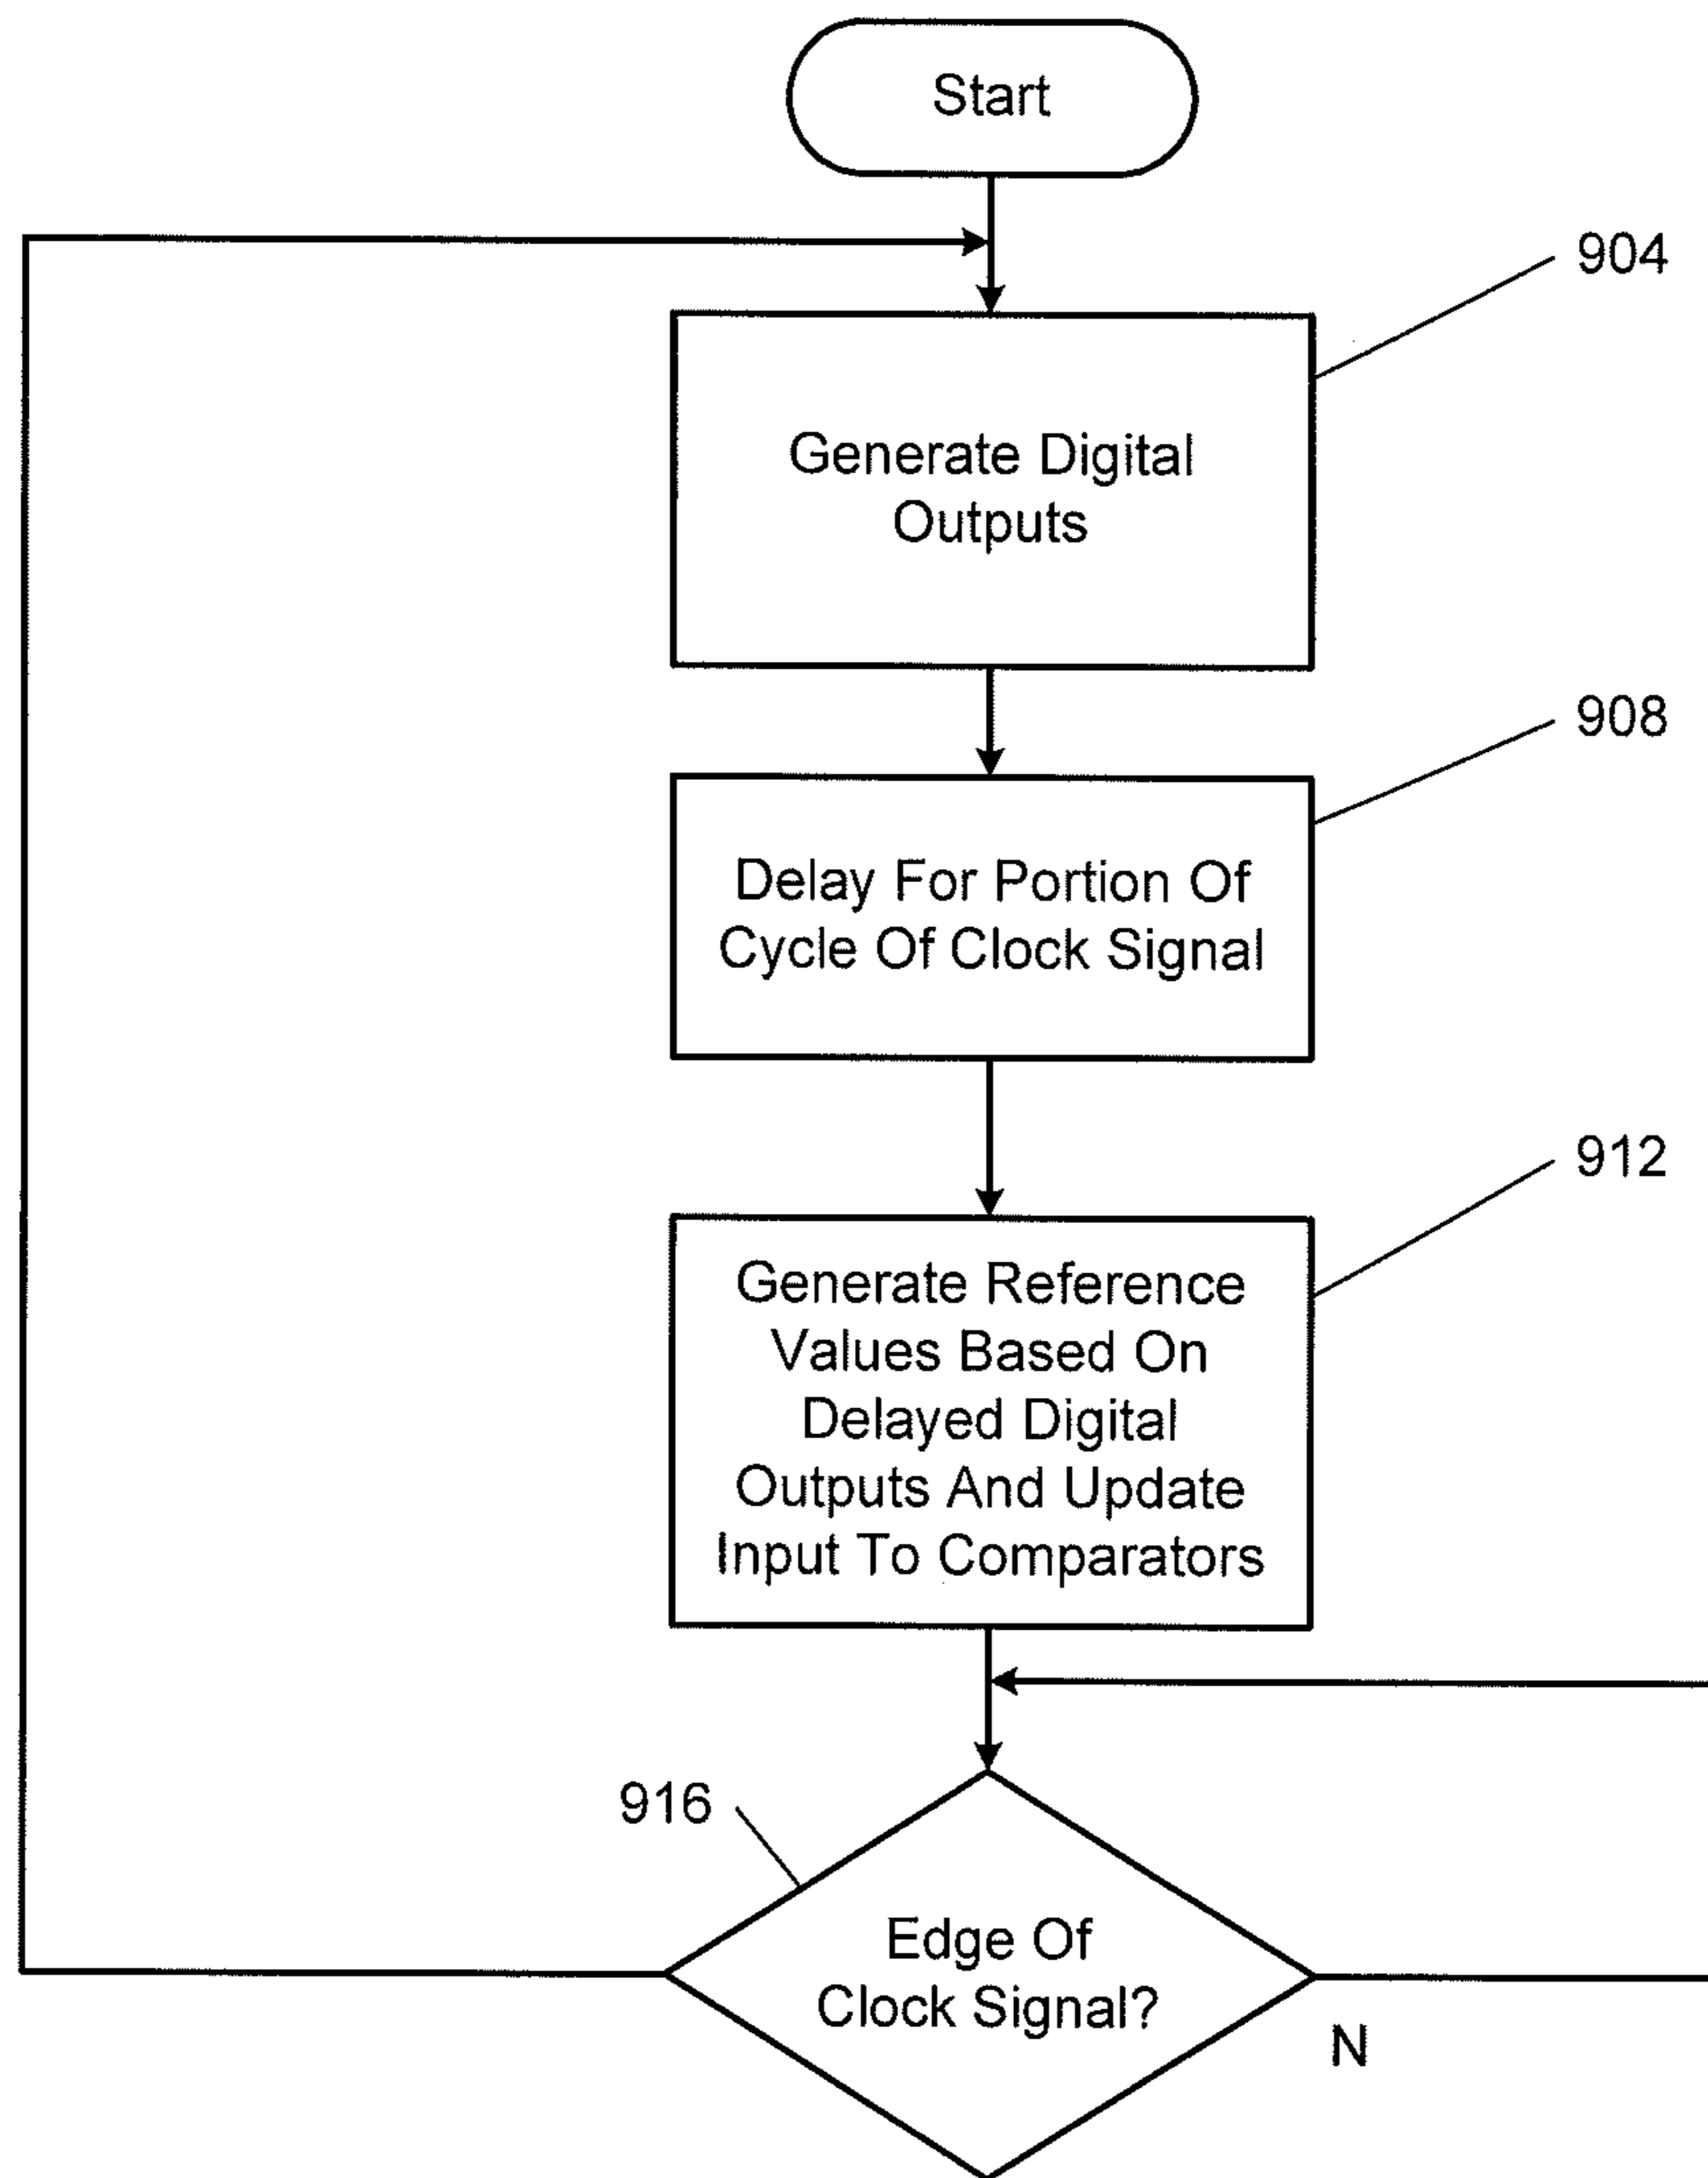 Start
904
Generate Digital
Outputs
908
Delay For Portion Of
Cycle Of Clock Signal
912
Generate Reference
Values Based On
Delayed Digital
Outputs And Update
Input To Comparators
916
Edge Of
Clock Signal?
N